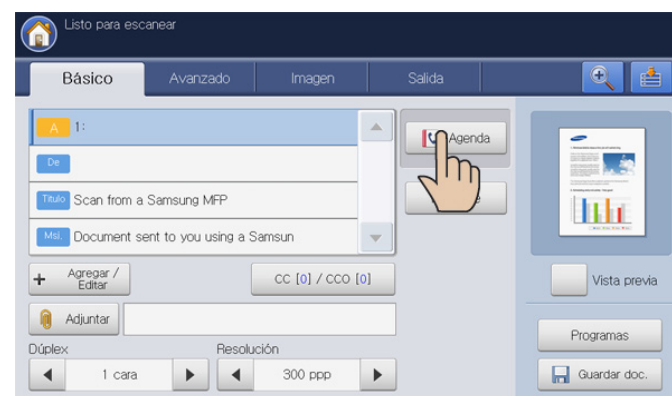 Listo para escanear
Básico
Avanzado
Imagen
Salida
A
1:
De
Título
Scan from a Samsung MFP
Msj.
Document sent to you using a Samsun
+ Agregar /
Editar
CC [0] / CCO [0]
Adjuntar
Dúplex
1 cara
Resolución
300 ppp
Agenda
Vista previa
Programas
Guardar doc.